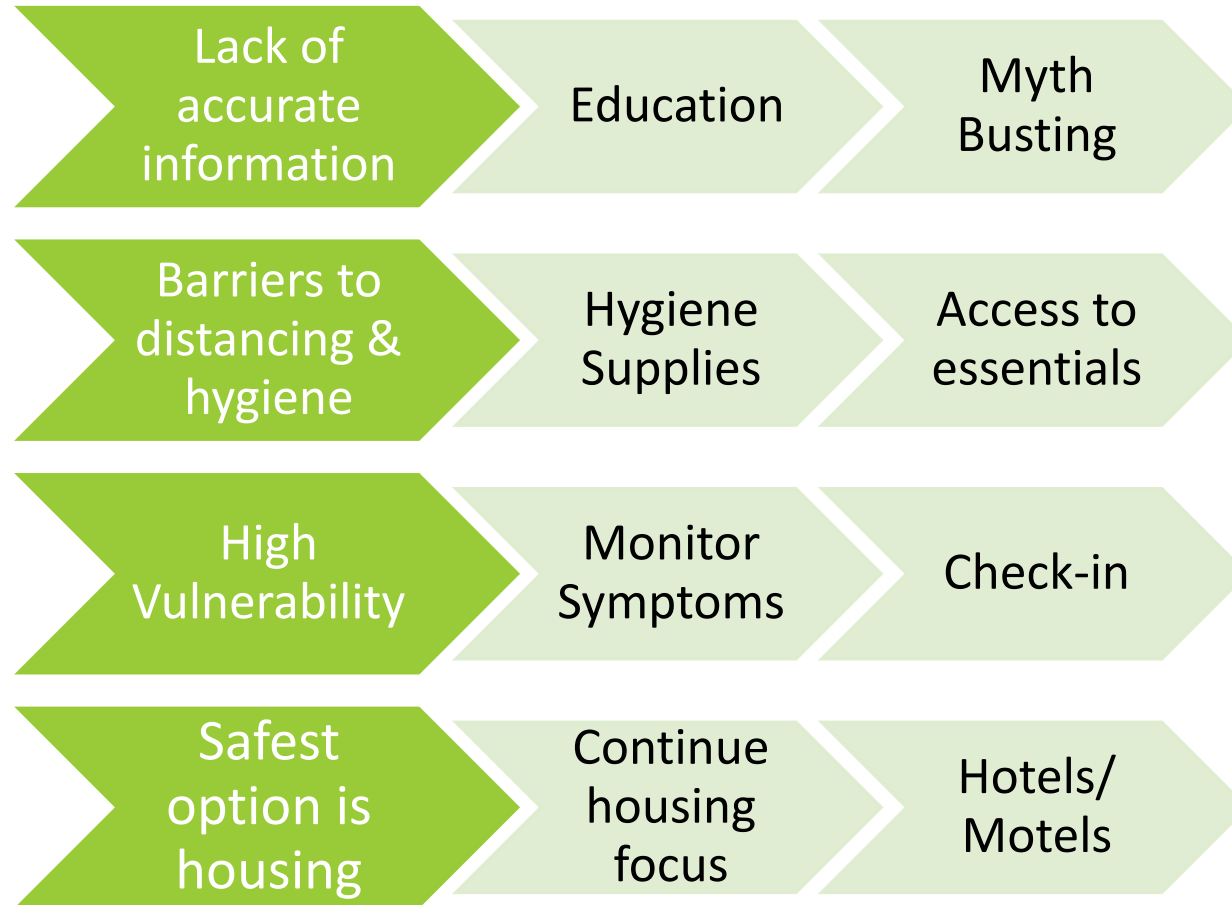 Lack of
accurate
information
Education
Myth
Busting
Barriers to
distancing &
hygiene
Hygiene
Supplies
Access to
essentials
High
Vulnerability
Monitor
Symptoms
Check-in
Safest
option is
housing
Continue
housing
focus
Hotels/
Motels